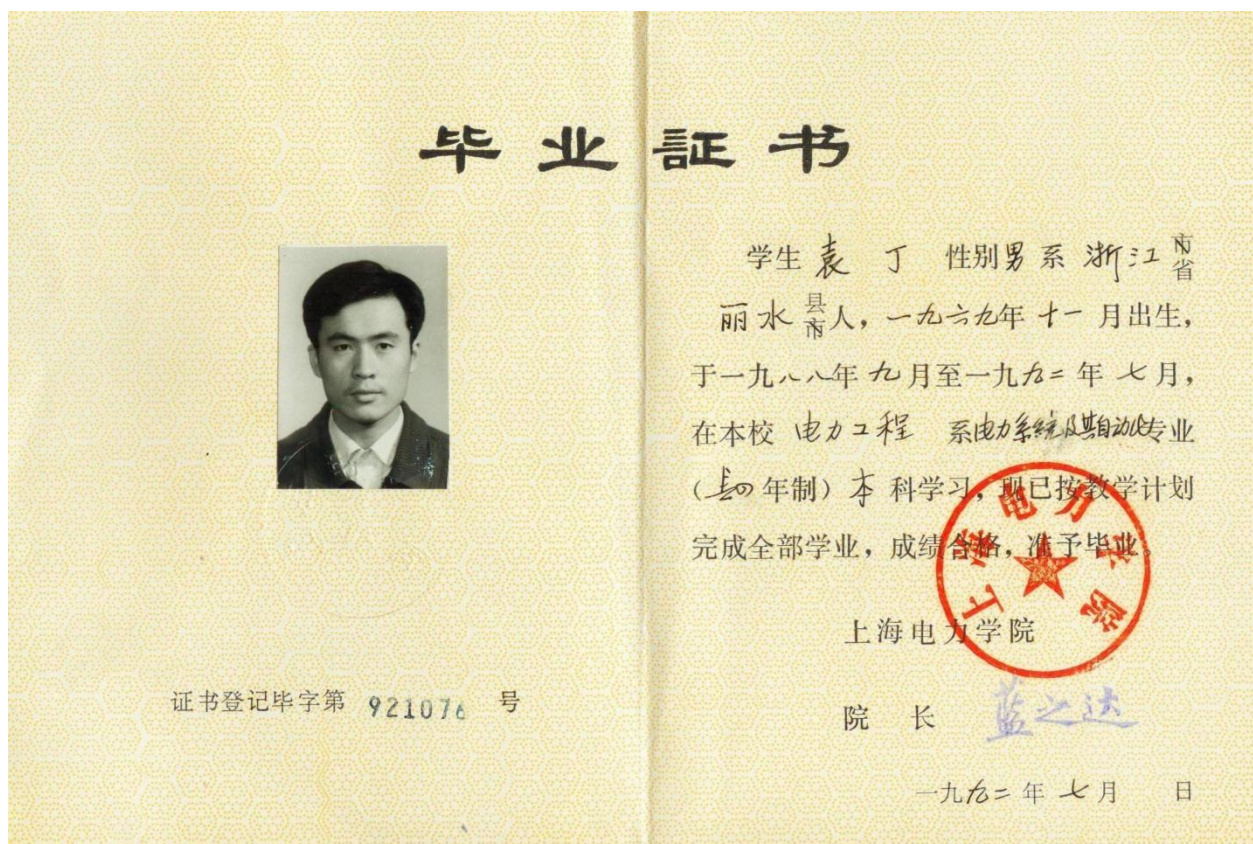 毕业証书
学生 袁丁 性别男系 浙江 市省
丽水 县市人，一九六九年十一月出生，
于一九八八年九月至一九九二年七月，
在本校 电力工程 系电力系统及其自动化专业
（四年制）本科学习，现已按教学计划
完成全部学业，成绩合格，准予毕业。
上海电力学院
上海电力学院
院长 蓝之达
一九九二年七月 日
证书登记毕字第 921076 号